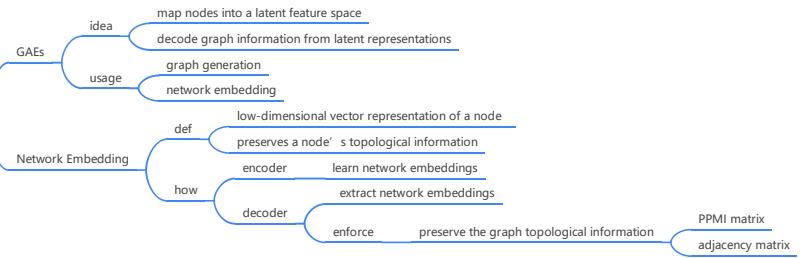 map nodes into a latent feature space
idea
decode graph information from latent representations
GAEs
graph generation
usage
network embedding
low-dimensional vector representation of a node
def
preserves a node’s topological information
Network Embedding
encoder
learn network embeddings
how
extract network embeddings
decoder
PPMI matrix
enforce
preserve the graph topological information
adjacency matrix